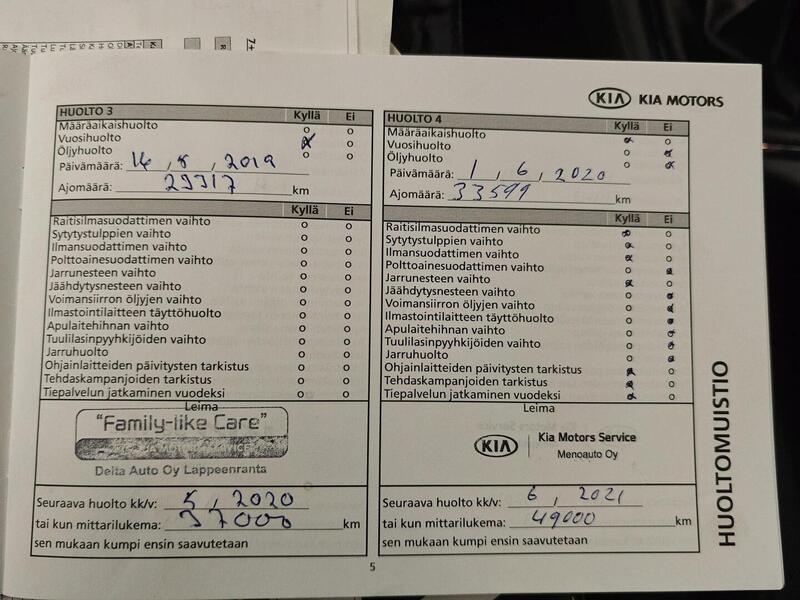 KIA KIA MOTORS
HUOLTO 3 Kyllä Ei
Määräaikaishuolto
Vuosihuolto
Öljyhuolto
Päivämäärä: 14, 8, 2019
Ajomäärä: 29317 km
Kyllä Ei
Raitisilmasuodattimen vaihto
Sytytystulppien vaihto
Ilmansuodattimen vaihto
Polttoainesuodattimen vaihto
Jarrunesteen vaihto
Jäähdytysnesteen vaihto
Voimansiirron öljyjen vaihto
Ilmastointilaitteen täyttöhuolto
Apulaitehihnan vaihto
Tuulilasinpyyhkijöiden vaihto
Jarruhuolto
Ohjainlaitteiden päivitysten tarkistus
Tehdaskampanjoiden tarkistus
Tiepalvelun jatkaminen vuodeksi
Leima
"Family-like Care"
Delta Auto Oy Lappeenranta
Seuraava huolto kk/v: 5, 2020
tai kun mittarilukema: 37000 km
sen mukaan kumpi ensin saavutetaan
HUOLTO 4 Kyllä Ei
Määräaikaishuolto
Vuosihuolto
Öljyhuolto
Päivämäärä: 1, 6, 2020
Ajomäärä: 33599 km
Kyllä Ei
Raitisilmasuodattimen vaihto
Sytytystulppien vaihto
Ilmansuodattimen vaihto
Polttoainesuodattimen vaihto
Jarrunesteen vaihto
Jäähdytysnesteen vaihto
Voimansiirron öljyjen vaihto
Ilmastointilaitteen täyttöhuolto
Apulaitehihnan vaihto
Tuulilasinpyyhkijöiden vaihto
Jarruhuolto
Ohjainlaitteiden päivitysten tarkistus
Tehdaskampanjoiden tarkistus
Tiepalvelun jatkaminen vuodeksi
Leima
KIA Kia Motors Service
Menoauto Oy
Seuraava huolto kk/v: 6, 2021
tai kun mittarilukema: 49000 km
sen mukaan kumpi ensin saavutetaan
HUOLTOMUISTIO
5